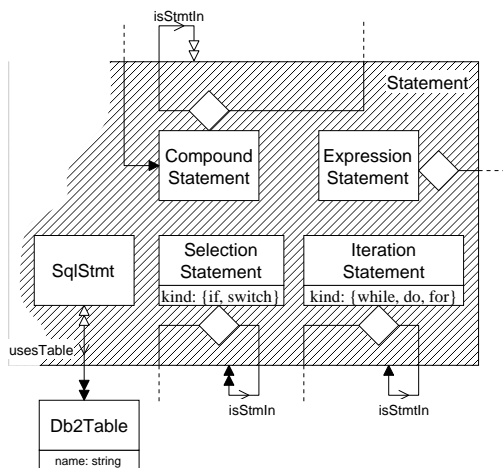 isStmtIn
Statement
Compound
Statement
Expression
Statement
SqlStmt
Selection
Statement
kind: {if, switch}
Iteration
Statement
kind: {while, do, for}
usesTable
isStmIn
isStmtIn
Db2Table
name: string